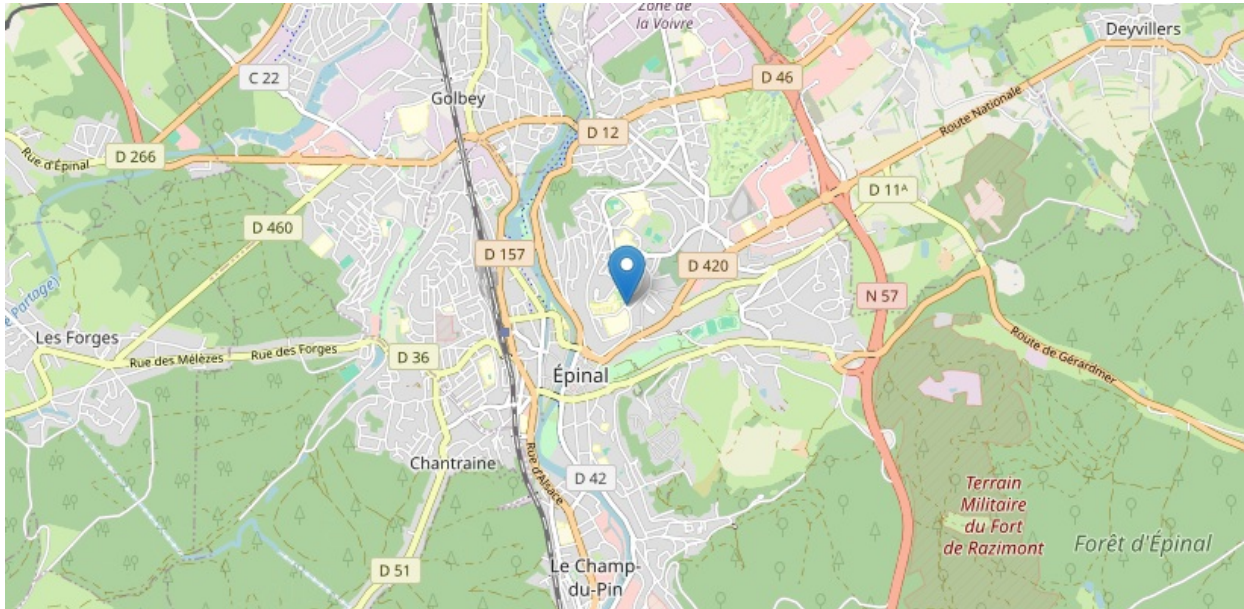 Zone de
la Voivre
Deyvillers
C 22
D 46
Golbey
Route Nationale
D 12
Rue d'Épinal
D 266
D 11ᴬ
D 460
D 157
D 420
Partage)
N 57
Les Forges
Rue des Mélèzes
Rue des Forges
D 36
Route de Gérardmer
Épinal
Chantraine
Rue d'Alsace
D 42
Terrain
Militaire
du Fort
de Razimont
Forêt d'Épinal
D 51
Le Champ-
du-Pin